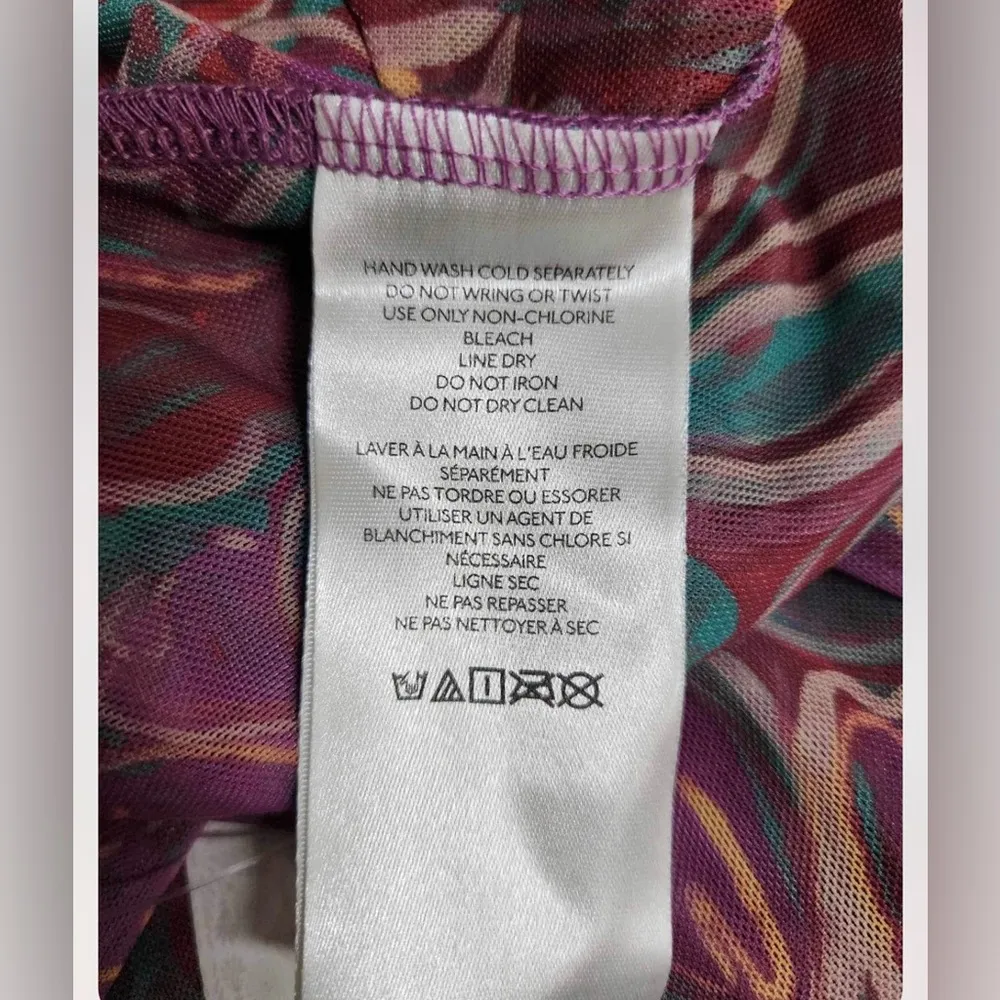 HAND WASH COLD SEPARATELY
DO NOT WRING OR TWIST
USE ONLY NON-CHLORINE
BLEACH
LINE DRY
DO NOT IRON
DO NOT DRY CLEAN
LAVER À LA MAIN À L'EAU FROIDE
SÉPARÉMENT
NE PAS TORDRE OU ESSORER
UTILISER UN AGENT DE
BLANCHIMENT SANS CHLORE SI
NÉCESSAIRE
LIGNE SEC
NE PAS REPASSER
NE PAS NETTOYER À SEC